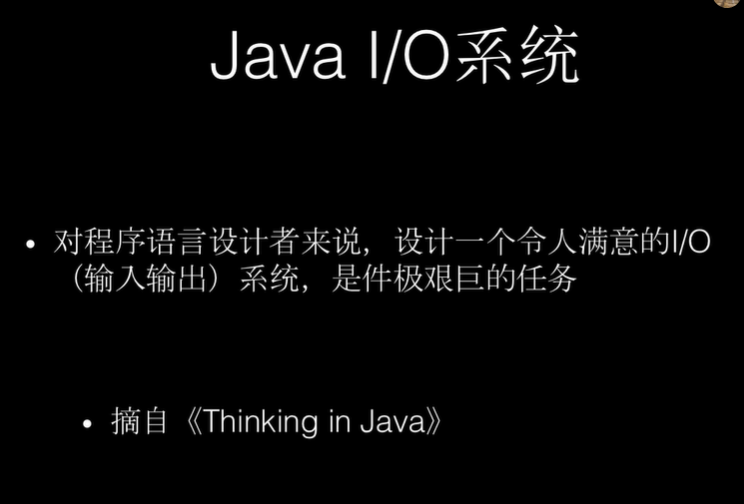 Java I/O系统
• 对程序语言设计者来说，设计一个令人满意的I/O
（输入输出）系统，是件极艰巨的任务
• 摘自《Thinking in Java》